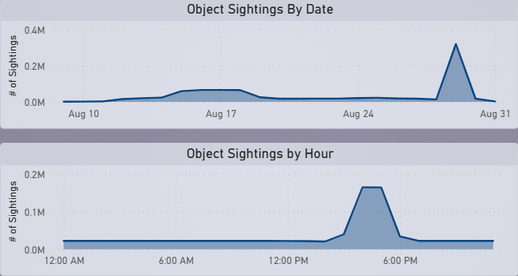 Object Sightings By Date
# of Sightings
0.4M
0.2M
0.0M
Aug 10 Aug 17 Aug 24 Aug 31
Object Sightings by Hour
# of Sightings
0.2M
0.1M
0.0M
12:00 AM 6:00 AM 12:00 PM 6:00 PM